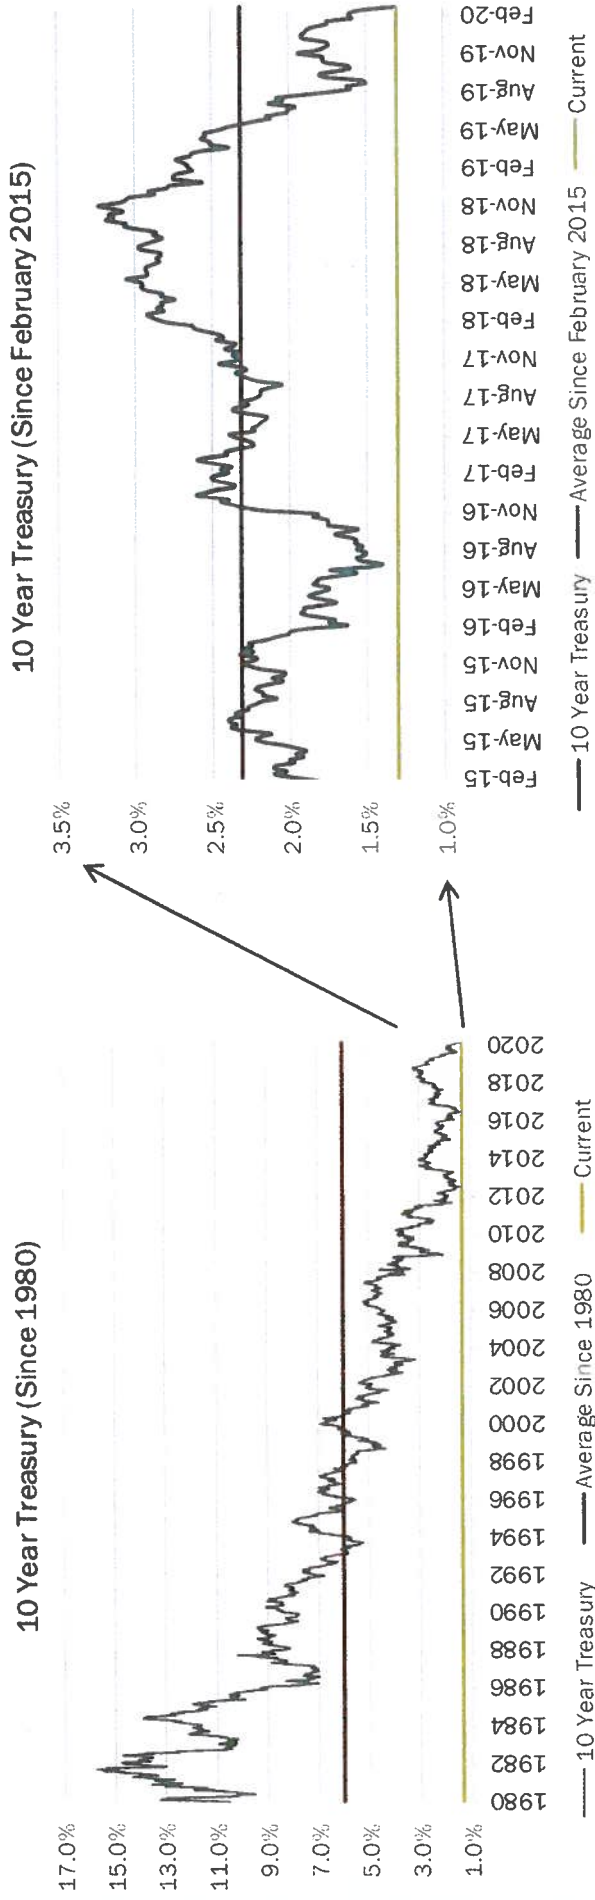 10 Year Treasury (Since 1980)
17.0%
15.0%
13.0%
11.0%
9.0%
7.0%
5.0%
3.0%
1.0%
1980
1982
1984
1986
1988
1990
1992
1994
1996
1998
2000
2002
2004
2006
2008
2010
2012
2014
2016
2018
2020
10 Year Treasury
Average Since 1980
Current
10 Year Treasury (Since February 2015)
3.5%
3.0%
2.5%
2.0%
1.5%
1.0%
Feb-15
May-15
Aug-15
Nov-15
Feb-16
May-16
Aug-16
Nov-16
Feb-17
May-17
Aug-17
Nov-17
Feb-18
May-18
Aug-18
Nov-18
Feb-19
May-19
Aug-19
Nov-19
Feb-20
10 Year Treasury
Average Since February 2015
Current